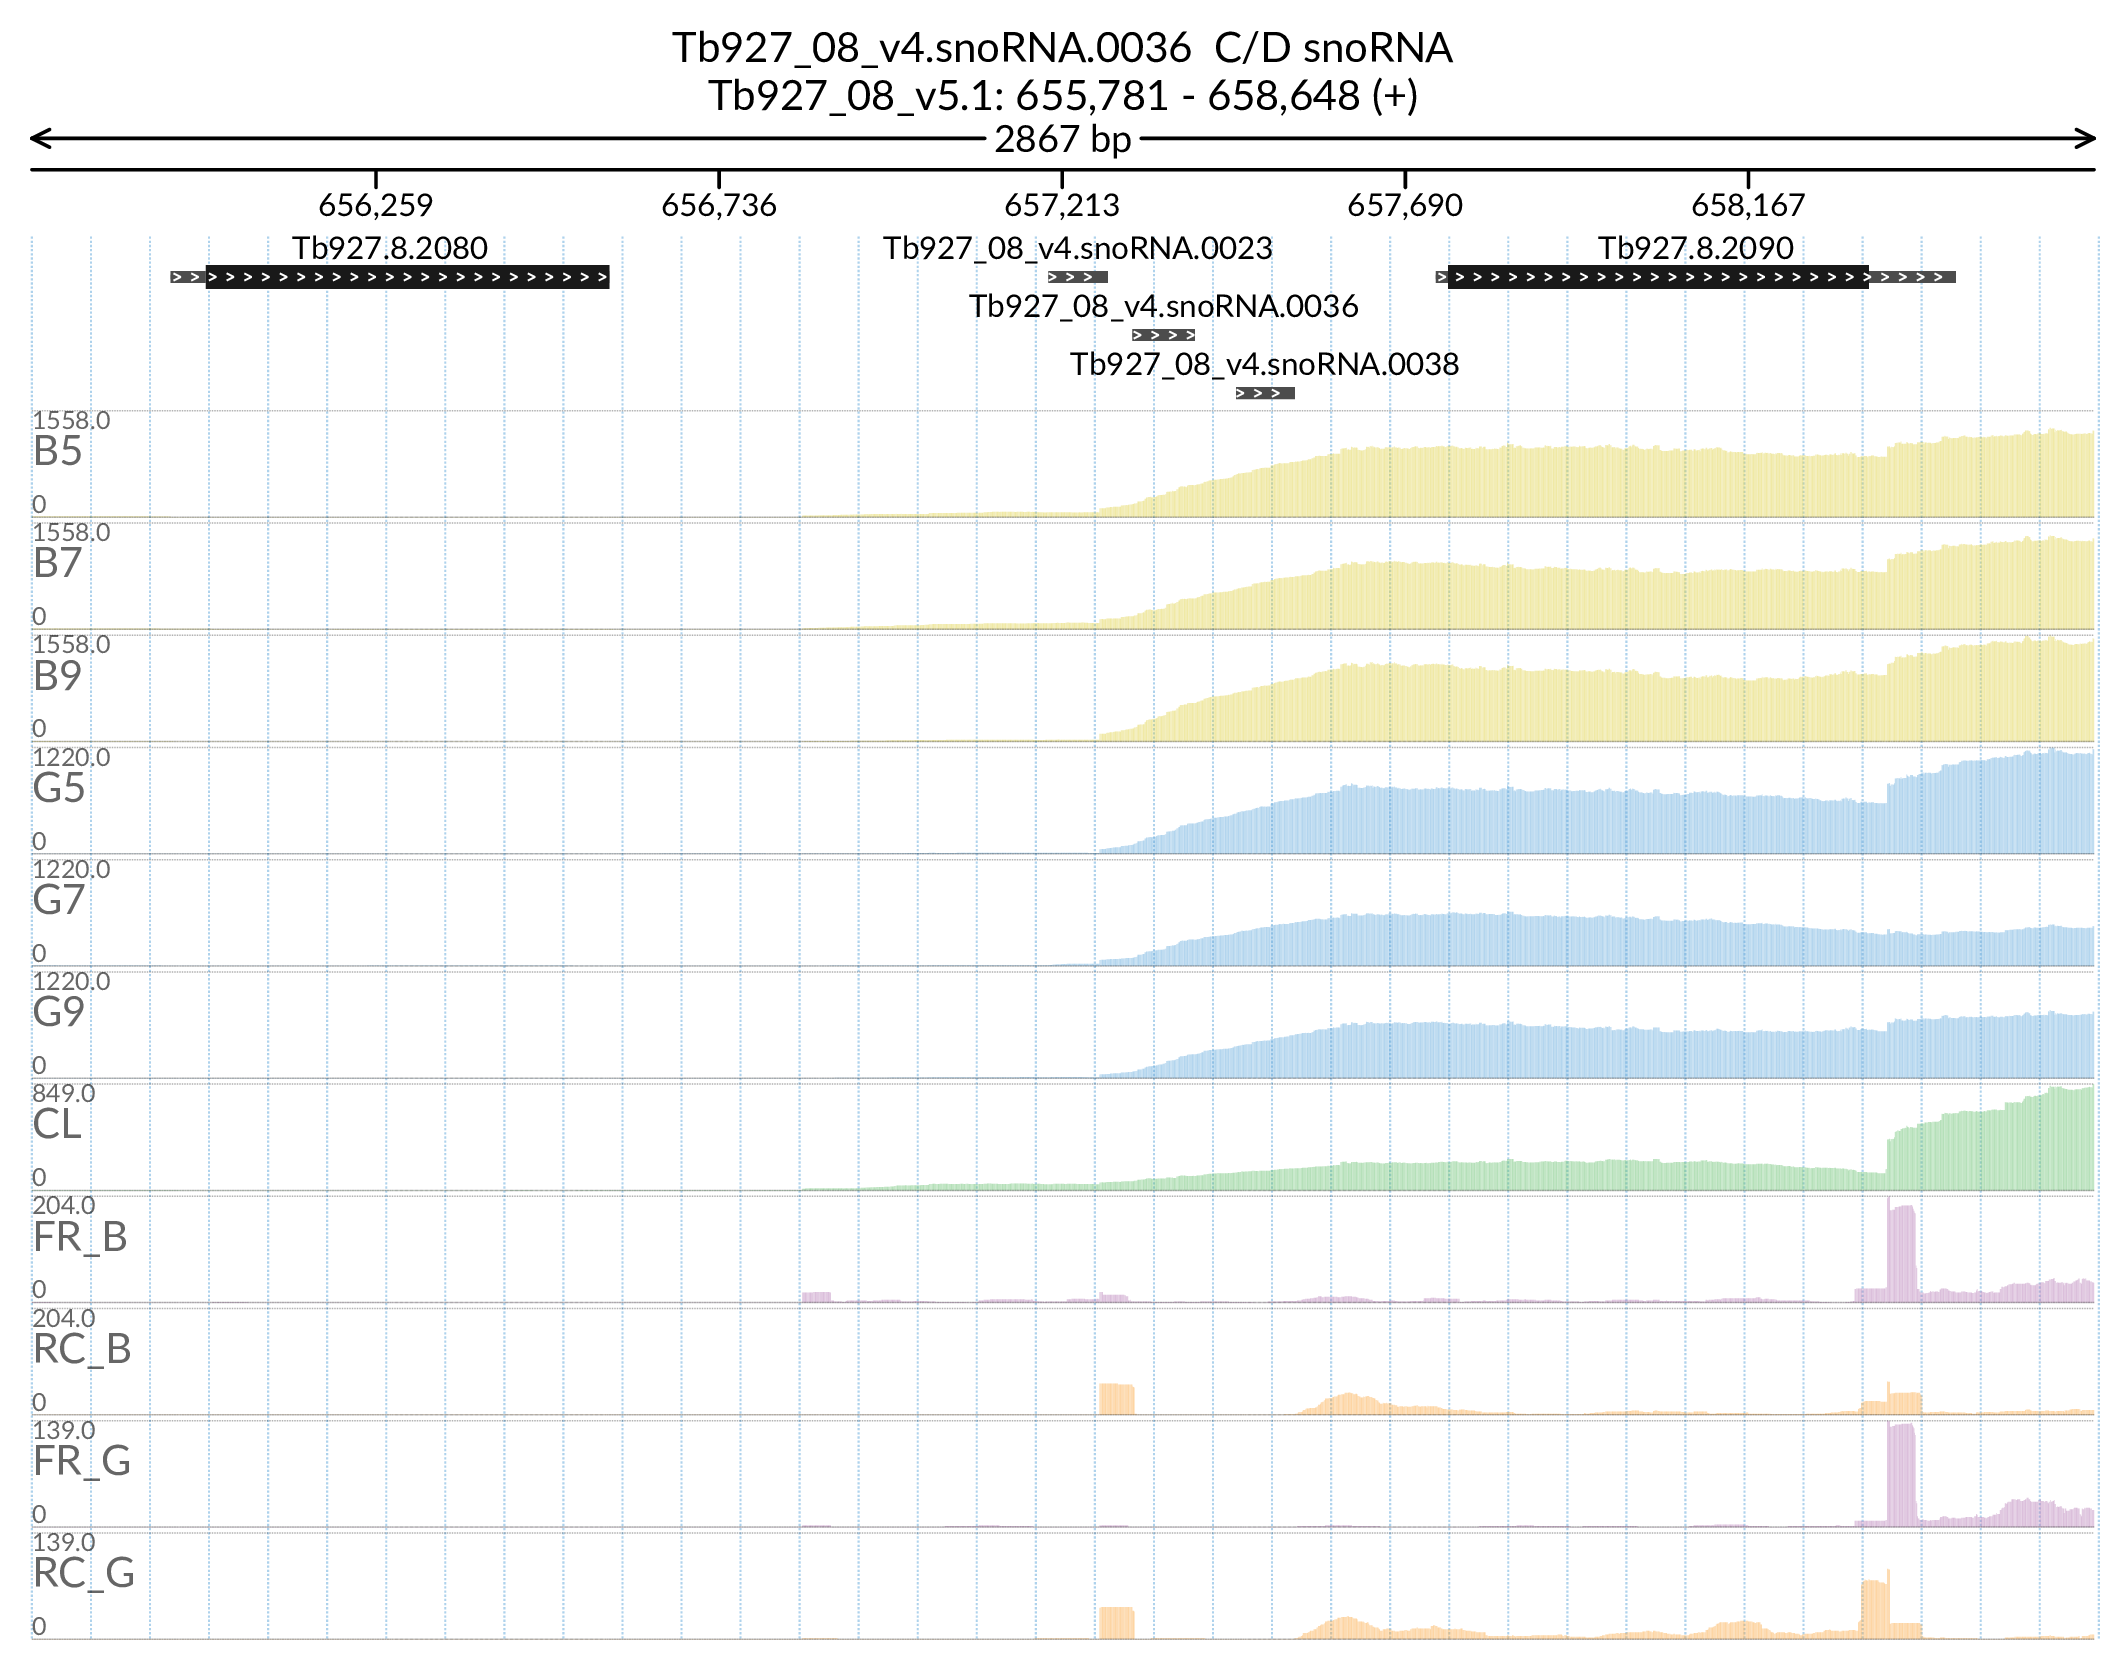 Tb927_08_v4.snoRNA.0036  C/D snoRNA
Tb927_08_v5.1: 655,781 - 658,648 (+)
2867 bp
656,259 656,736 657,213 657,690 658,167
Tb927.8.2080 Tb927_08_v4.snoRNA.0023 Tb927.8.2090
Tb927_08_v4.snoRNA.0036
Tb927_08_v4.snoRNA.0038
1558.0
B5
0
1558.0
B7
0
1558.0
B9
0
1220.0
G5
0
1220.0
G7
0
1220.0
G9
0
849.0
CL
0
204.0
FR_B
0
204.0
RC_B
0
139.0
FR_G
0
139.0
RC_G
0